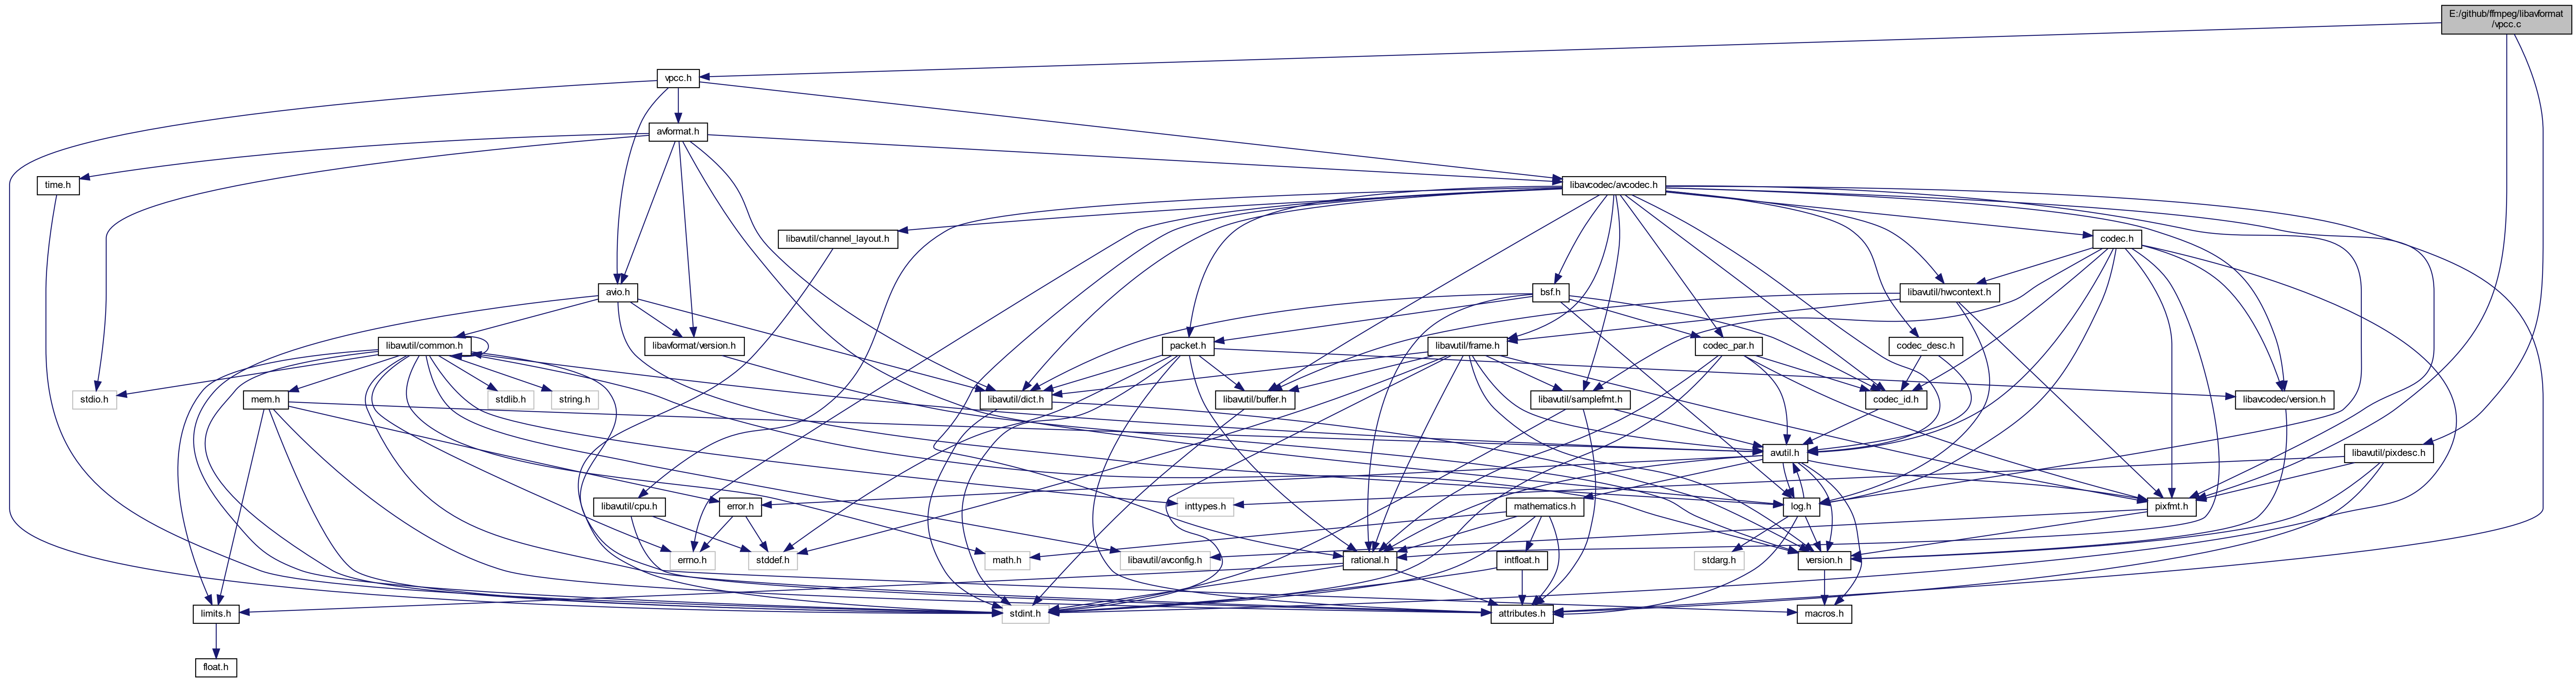 E:/github/ffmpeg/libavformat
/vpcc.c
vpcc.h
avformat.h
time.h
libavcodec/avcodec.h
libavutil/channel_layout.h
codec.h
avio.h
bsf.h
libavutil/hwcontext.h
libavutil/common.h
libavformat/version.h
packet.h
libavutil/frame.h
codec_par.h
codec_desc.h
stdio.h
mem.h
stdlib.h
string.h
libavutil/dict.h
libavutil/buffer.h
libavutil/samplefmt.h
codec_id.h
libavcodec/version.h
avutil.h
libavutil/pixdesc.h
libavutil/cpu.h
error.h
inttypes.h
mathematics.h
log.h
pixfmt.h
errno.h
stddef.h
math.h
libavutil/avconfig.h
rational.h
intfloat.h
stdarg.h
version.h
limits.h
stdint.h
attributes.h
macros.h
float.h